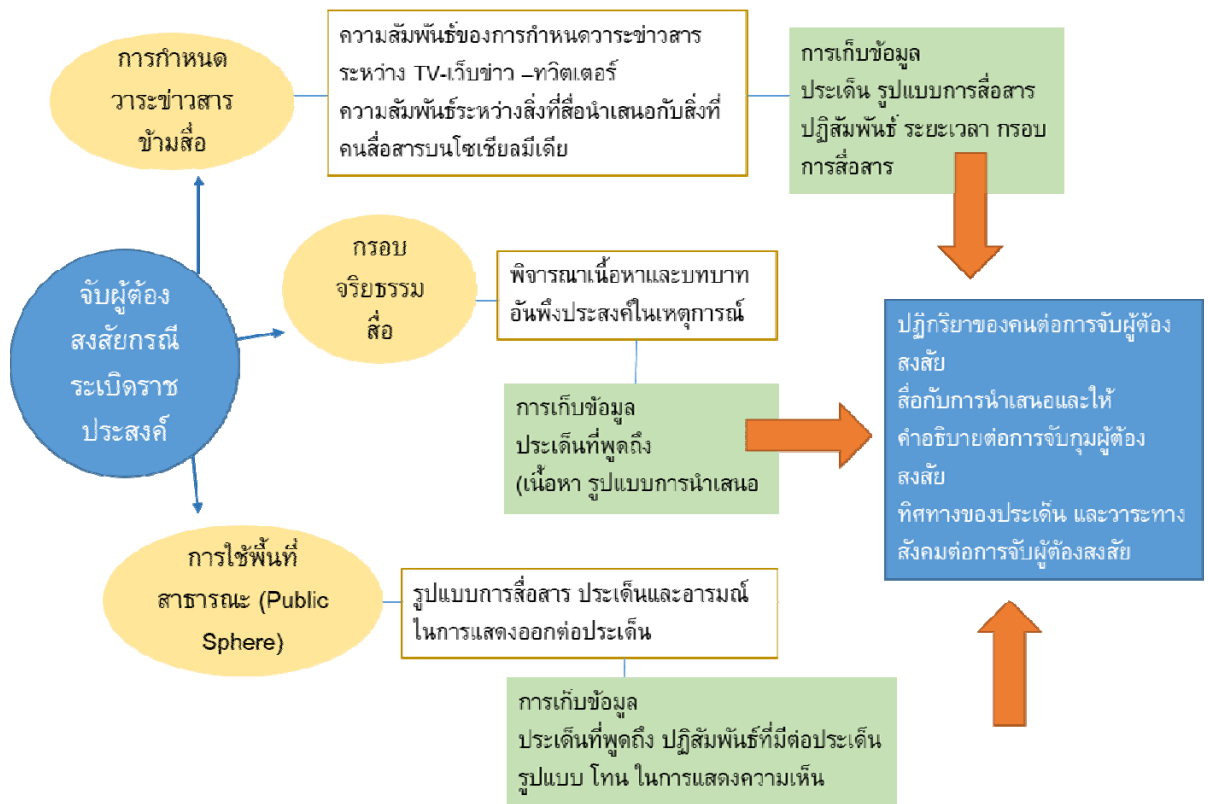 การกำหนด
วาระข่าวสาร
ข้ามสื่อ
ความสัมพันธ์ของการกำหนดวาระข่าวสาร
ระหว่าง TV-เว็บข่าว –ทวิตเตอร์
ความสัมพันธ์ระหว่างสิ่งที่สื่อนำเสนอกับสิ่งที่
คนสื่อสารบนโซเชียลมีเดีย
การเก็บข้อมูล
ประเด็น รูปแบบการสื่อสาร
ปฏิสัมพันธ์ ระยะเวลา กรอบ
การสื่อสาร
จับผู้ต้อง
สงสัยกรณี
ระเบิดราช
ประสงค์
กรอบ
จริยธรรม
สื่อ
พิจารณาเนื้อหาและบทบาท
อันพึงประสงค์ในเหตุการณ์
การเก็บข้อมูล
ประเด็นที่พูดถึง
(เนื้อหา รูปแบบการนำเสนอ
ปฏิกริยาของคนต่อการจับผู้ต้อง
สงสัย
สื่อกับการนำเสนอและให้
คำอธิบายต่อการจับกุมผู้ต้อง
สงสัย
ทิศทางของประเด็น และวาระทาง
สังคมต่อการจับผู้ต้องสงสัย
การใช้พื้นที่
สาธารณะ (Public
Sphere)
รูปแบบการสื่อสาร ประเด็นและอารมณ์
ในการแสดงออกต่อประเด็น
การเก็บข้อมูล
ประเด็นที่พูดถึง ปฏิสัมพันธ์ที่มีต่อประเด็น
รูปแบบ โทน ในการแสดงความเห็น